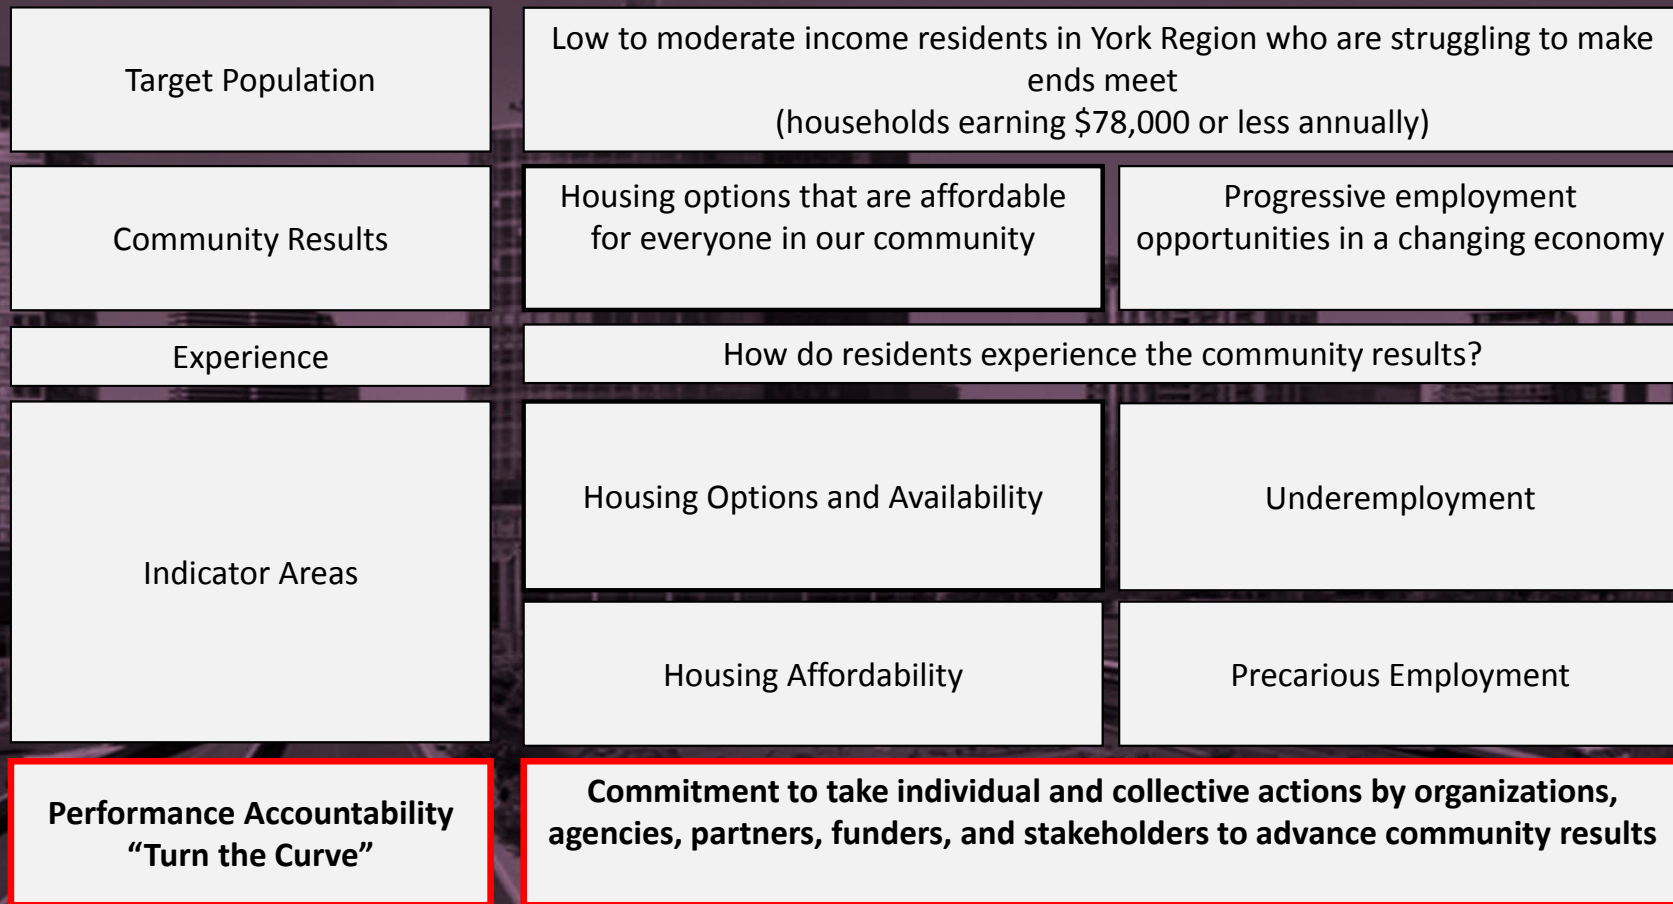 Target Population
Low to moderate income residents in York Region who are struggling to make
ends meet
(households earning $78,000 or less annually)
Community Results
Housing options that are affordable
for everyone in our community
Progressive employment
opportunities in a changing economy
Experience
How do residents experience the community results?
Indicator Areas
Housing Options and Availability
Underemployment
Housing Affordability
Precarious Employment
Performance Accountability
“Turn the Curve”
Commitment to take individual and collective actions by organizations,
agencies, partners, funders, and stakeholders to advance community results